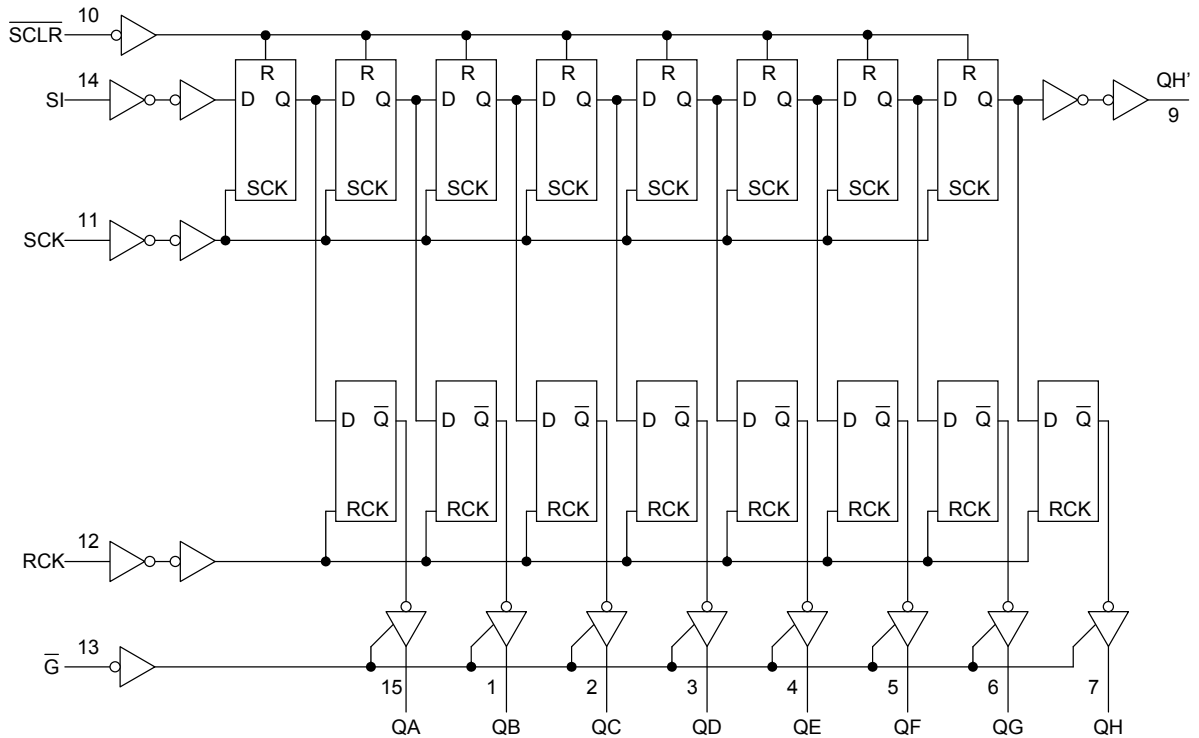 10
SCLR
R R R R R R R R
14
SI
D Q D Q D Q D Q D Q D Q D Q D Q
QH'
9
SCK SCK SCK SCK SCK SCK SCK SCK
11
SCK
D Q D Q D Q D Q D Q D Q D Q D Q
RCK RCK RCK RCK RCK RCK RCK RCK
12
RCK
13
G
15 1 2 3 4 5 6 7
QA QB QC QD QE QF QG QH